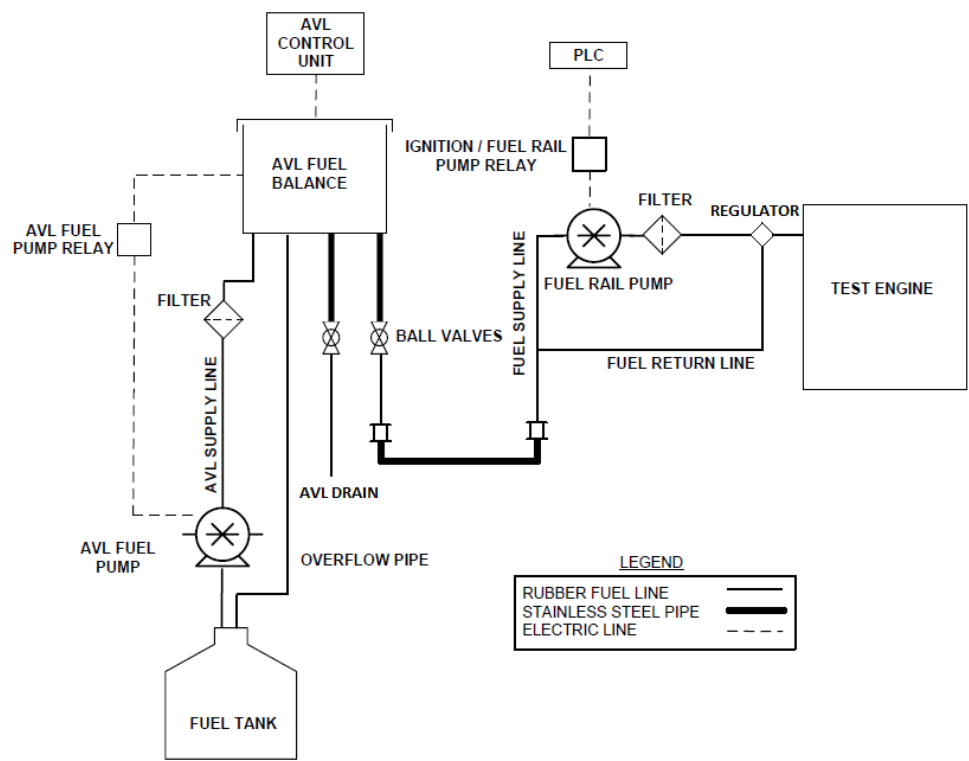 AVL
CONTROL
UNIT
PLC
IGNITION / FUEL RAIL
PUMP RELAY
AVL FUEL
BALANCE
FILTER
REGULATOR
AVL FUEL
PUMP RELAY
FUEL RAIL PUMP
TEST ENGINE
FILTER
BALL VALVES
FUEL SUPPLY LINE
FUEL RETURN LINE
AVL SUPPLY LINE
AVL DRAIN
AVL FUEL
PUMP
OVERFLOW PIPE
LEGEND
RUBBER FUEL LINE
STAINLESS STEEL PIPE
ELECTRIC LINE
FUEL TANK